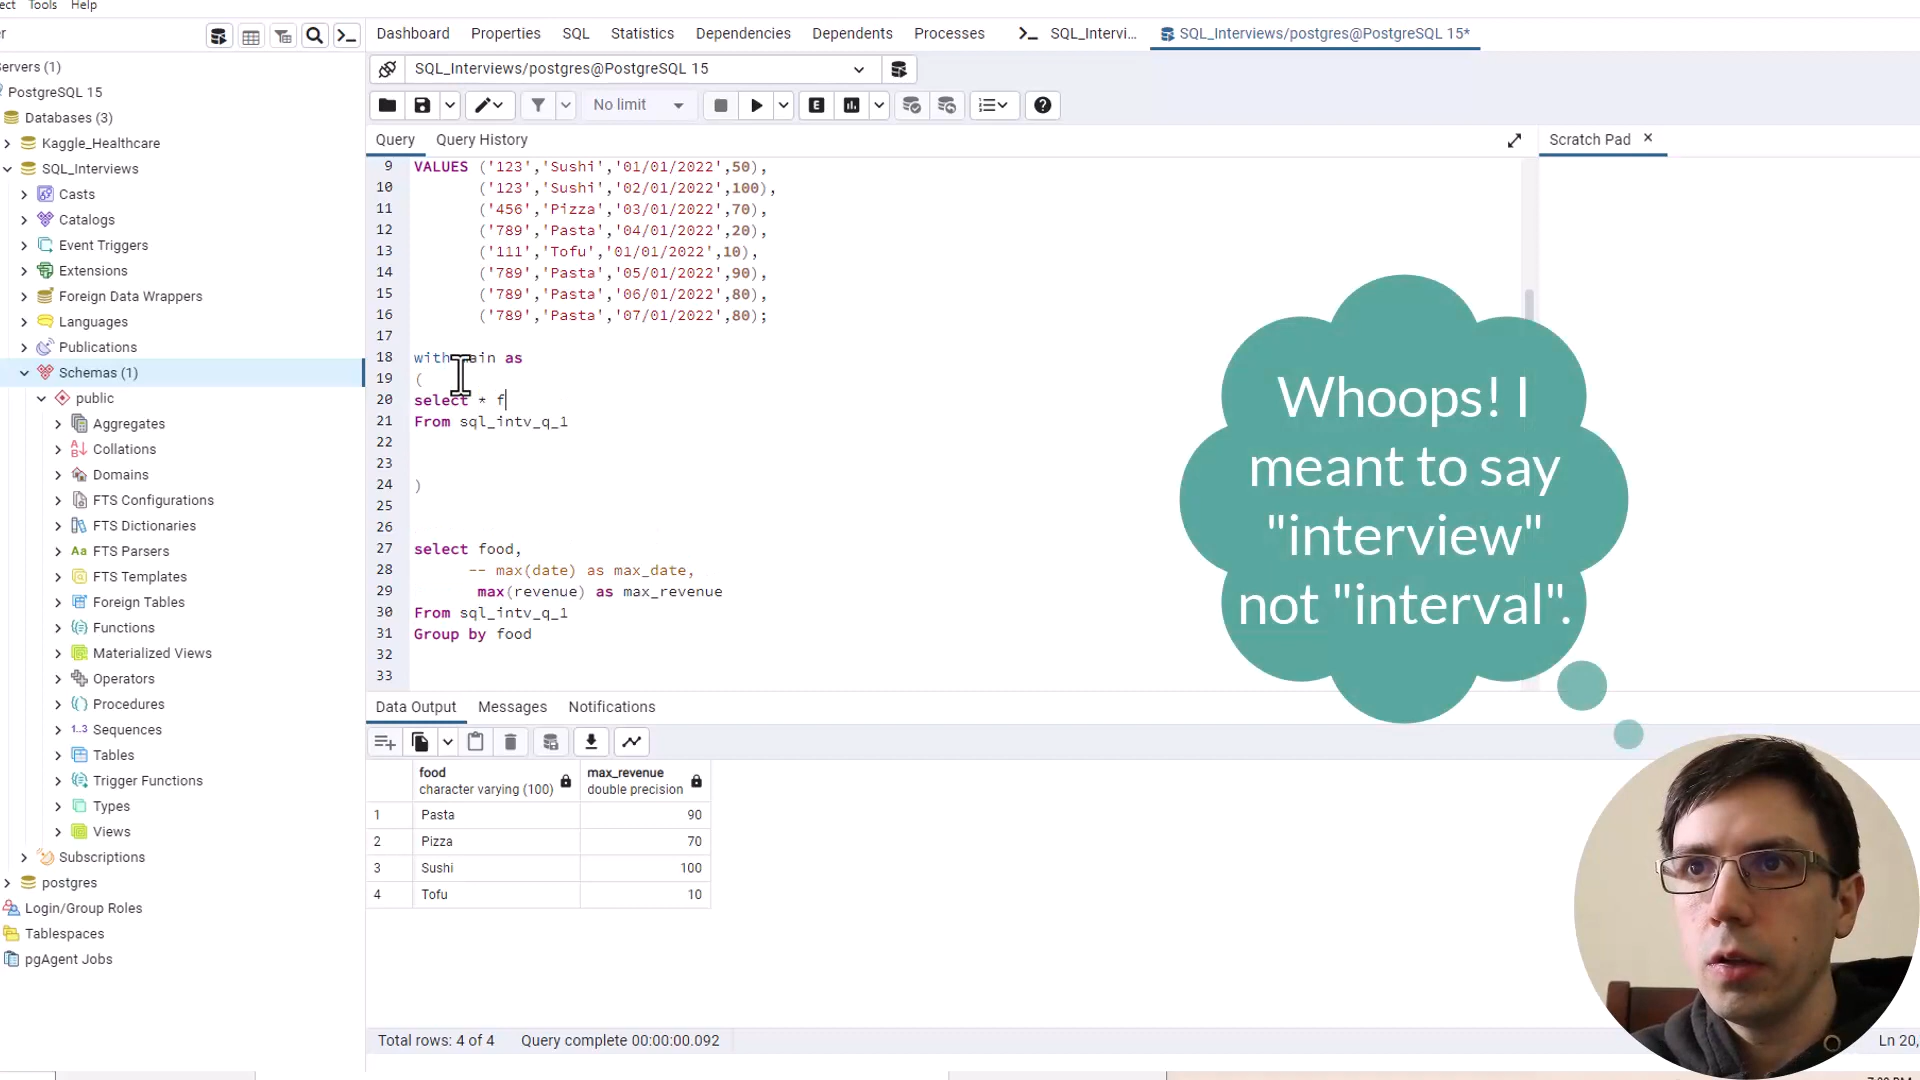 ect Tools Help
r
Dashboard Properties SQL Statistics Dependencies Dependents Processes SQL_Intervi... SQL_Interviews/postgres@PostgreSQL 15*
ervers (1)
PostgreSQL 15
Databases (3)
Kaggle_Healthcare
SQL_Interviews
Casts
Catalogs
Event Triggers
Extensions
Foreign Data Wrappers
Languages
Publications
Schemas (1)
public
Aggregates
Collations
Domains
FTS Configurations
FTS Dictionaries
Aa FTS Parsers
FTS Templates
Foreign Tables
Functions
Materialized Views
Operators
Procedures
1..3 Sequences
Tables
Trigger Functions
Types
Views
Subscriptions
postgres
Login/Group Roles
Tablespaces
pgAgent Jobs
SQL_Interviews/postgres@PostgreSQL 15
No limit
E
Query Query History
Scratch Pad
9 VALUES ('123','Sushi','01/01/2022',50),
10 ('123','Sushi','02/01/2022',100),
11 ('456','Pizza','03/01/2022',70),
12 ('789','Pasta','04/01/2022',20),
13 ('111','Tofu','01/01/2022',10),
14 ('789','Pasta','05/01/2022',90),
15 ('789','Pasta','06/01/2022',80),
16 ('789','Pasta','07/01/2022',80);
17
18 with main as
19 (
20 select * f
21 From sql_intv_q_1
22
23
24 )
25
26
27 select food,
28 -- max(date) as max_date,
29 max(revenue) as max_revenue
30 From sql_intv_q_1
31 Group by food
32
33
Whoops! I
meant to say
"interview"
not "interval".
Data Output Messages Notifications
food
character varying (100)
max_revenue
double precision
1 Pasta 90
2 Pizza 70
3 Sushi 100
4 Tofu 10
Total rows: 4 of 4 Query complete 00:00:00.092
Ln 20,